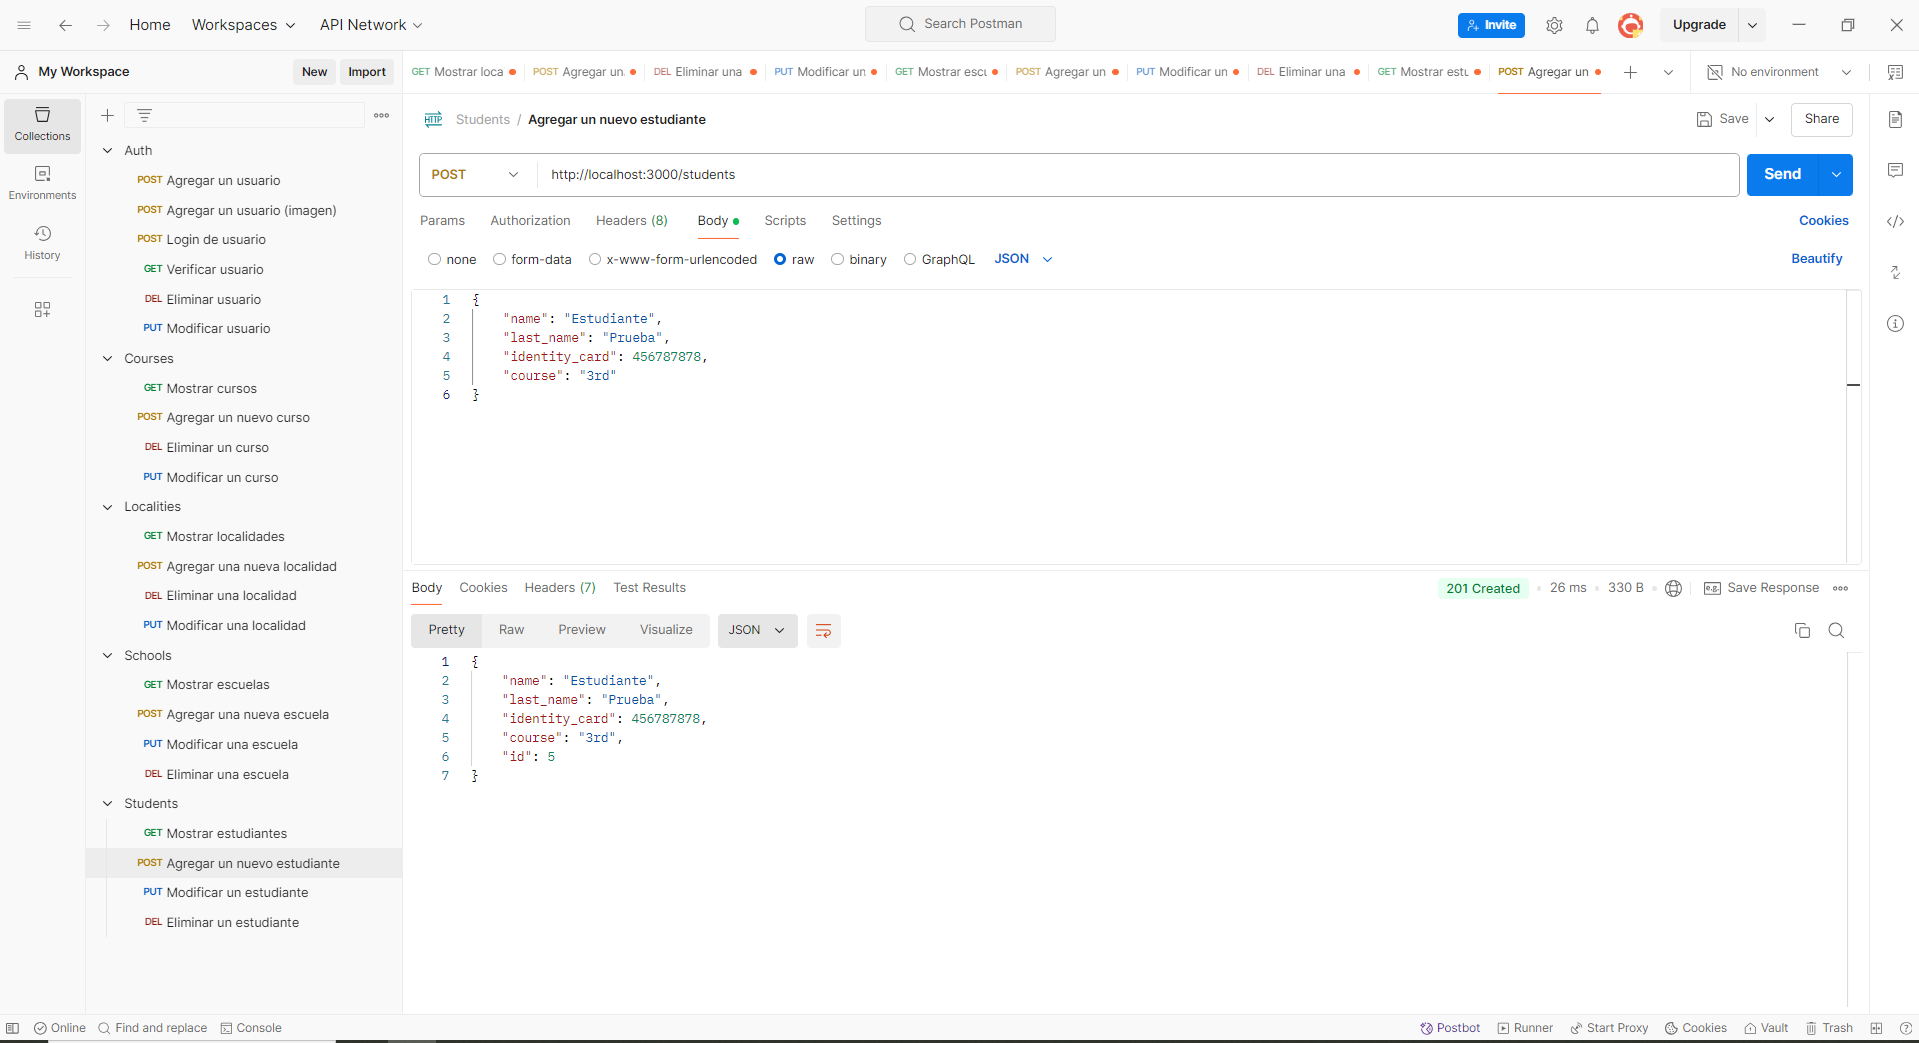 Home Workspaces API Network Search Postman Invite Upgrade
My Workspace New Import
GET Mostrar loca POST Agregar un. DEL Eliminar una PUT Modificar un GET Mostrar escu POST Agregar un PUT Modificar un DEL Eliminar una GET Mostrar estu POST Agregar un No environment
Collections
Environments
History
Auth
POST Agregar un usuario
POST Agregar un usuario (imagen)
POST Login de usuario
GET Verificar usuario
DEL Eliminar usuario
PUT Modificar usuario
Courses
GET Mostrar cursos
POST Agregar un nuevo curso
DEL Eliminar un curso
PUT Modificar un curso
Localities
GET Mostrar localidades
POST Agregar una nueva localidad
DEL Eliminar una localidad
PUT Modificar una localidad
Schools
GET Mostrar escuelas
POST Agregar una nueva escuela
PUT Modificar una escuela
DEL Eliminar una escuela
Students
GET Mostrar estudiantes
POST Agregar un nuevo estudiante
PUT Modificar un estudiante
DEL Eliminar un estudiante
HTTP Students / Agregar un nuevo estudiante Save Share
POST http://localhost:3000/students Send
Params Authorization Headers (8) Body Scripts Settings Cookies
none form-data x-www-form-urlencoded raw binary GraphQL JSON Beautify
1 {
2 "name": "Estudiante",
3 "last_name": "Prueba",
4 "identity_card": 456787878,
5 "course": "3rd"
6 }
Body Cookies Headers (7) Test Results 201 Created 26 ms 330 B e.g. Save Response
Pretty Raw Preview Visualize JSON
1 {
2 "name": "Estudiante",
3 "last_name": "Prueba",
4 "identity_card": 456787878,
5 "course": "3rd",
6 "id": 5
7 }
Online Find and replace Console Postbot Runner Start Proxy Cookies Vault Trash